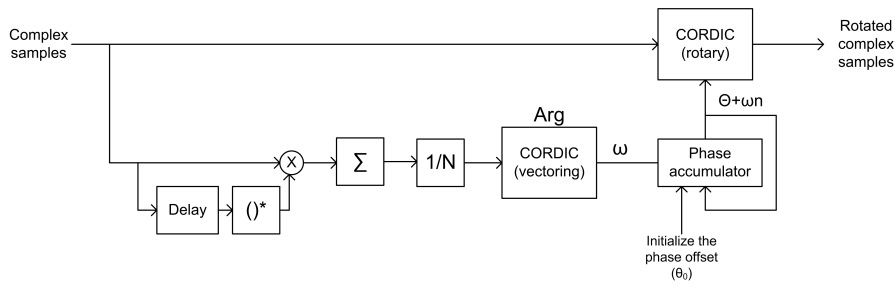 Complex
samples
CORDIC
(rotary)
Rotated
complex
samples
Θ+ωn
Arg
X
Σ
1/N
CORDIC
(vectoring)
ω
Phase
accumulator
Delay
()*
Initialize the
phase offset
(θ₀)